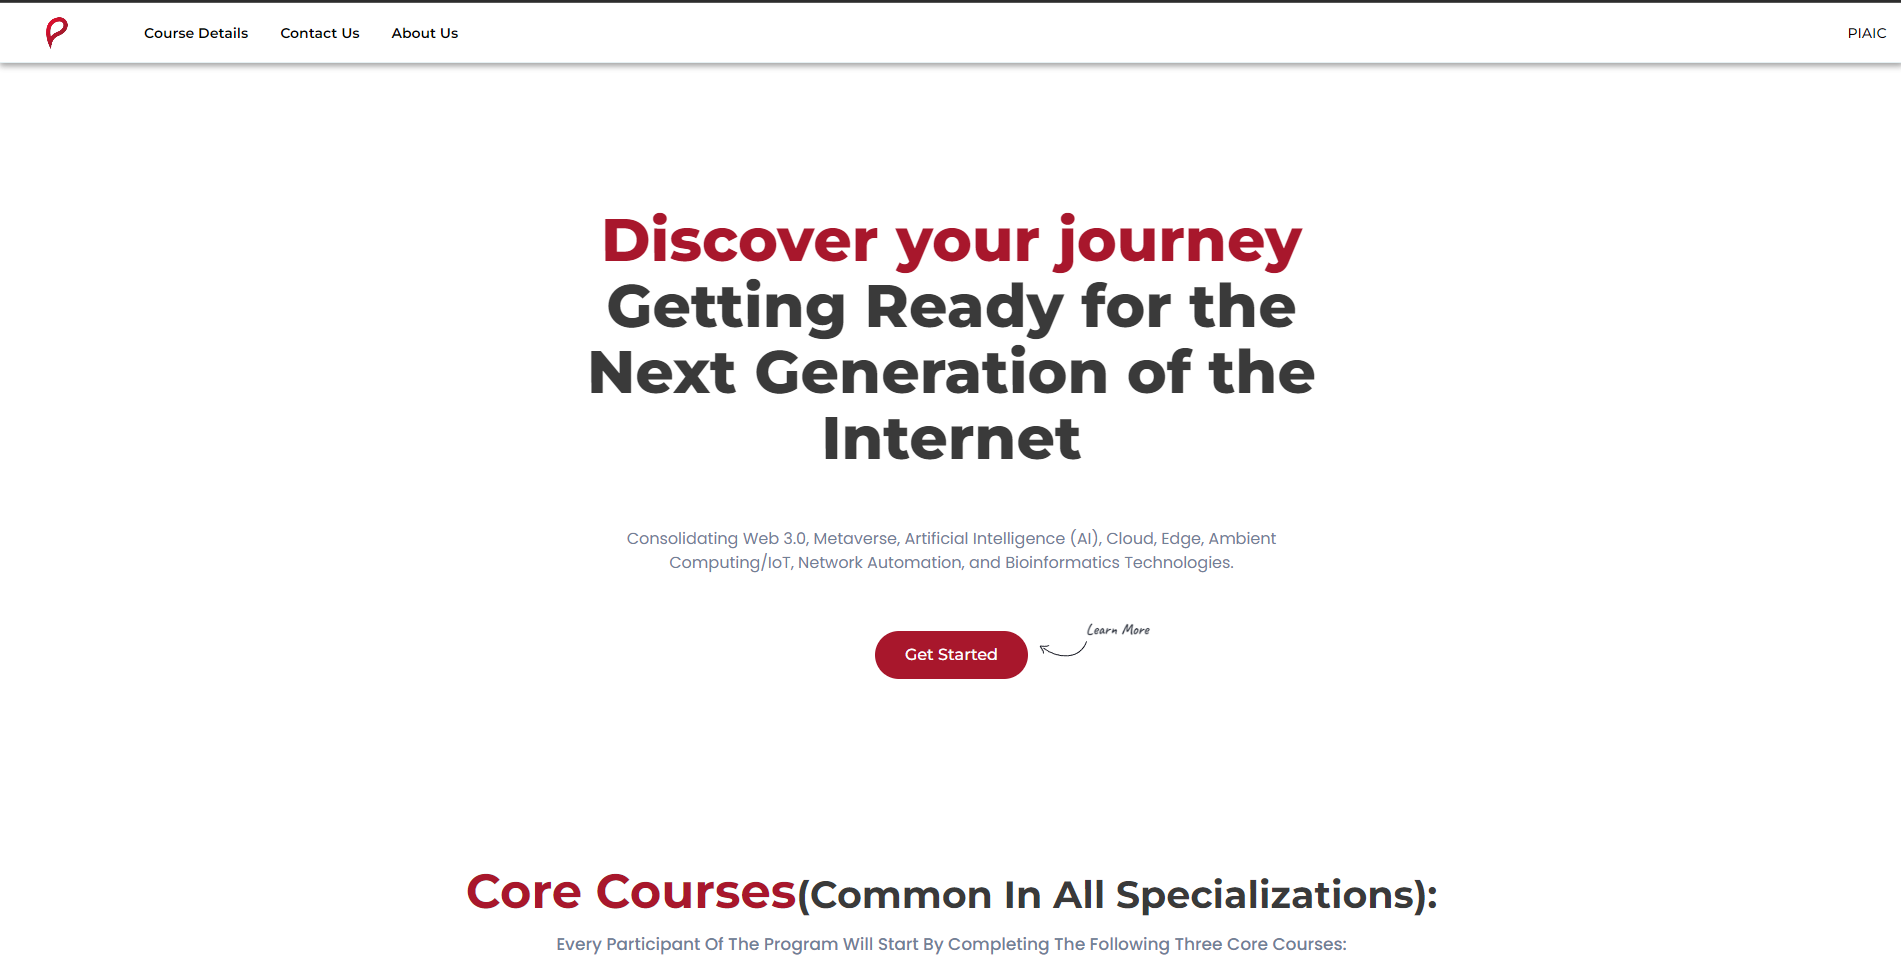 Course Details
Contact Us
About Us
PIAIC
Discover your journey
Getting Ready for the
Next Generation of the
Internet
Consolidating Web 3.0, Metaverse, Artificial Intelligence (AI), Cloud, Edge, Ambient
Computing/IoT, Network Automation, and Bioinformatics Technologies.
Learn More
Get Started
Core Courses(Common In All Specializations):
Every Participant Of The Program Will Start By Completing The Following Three Core Courses: